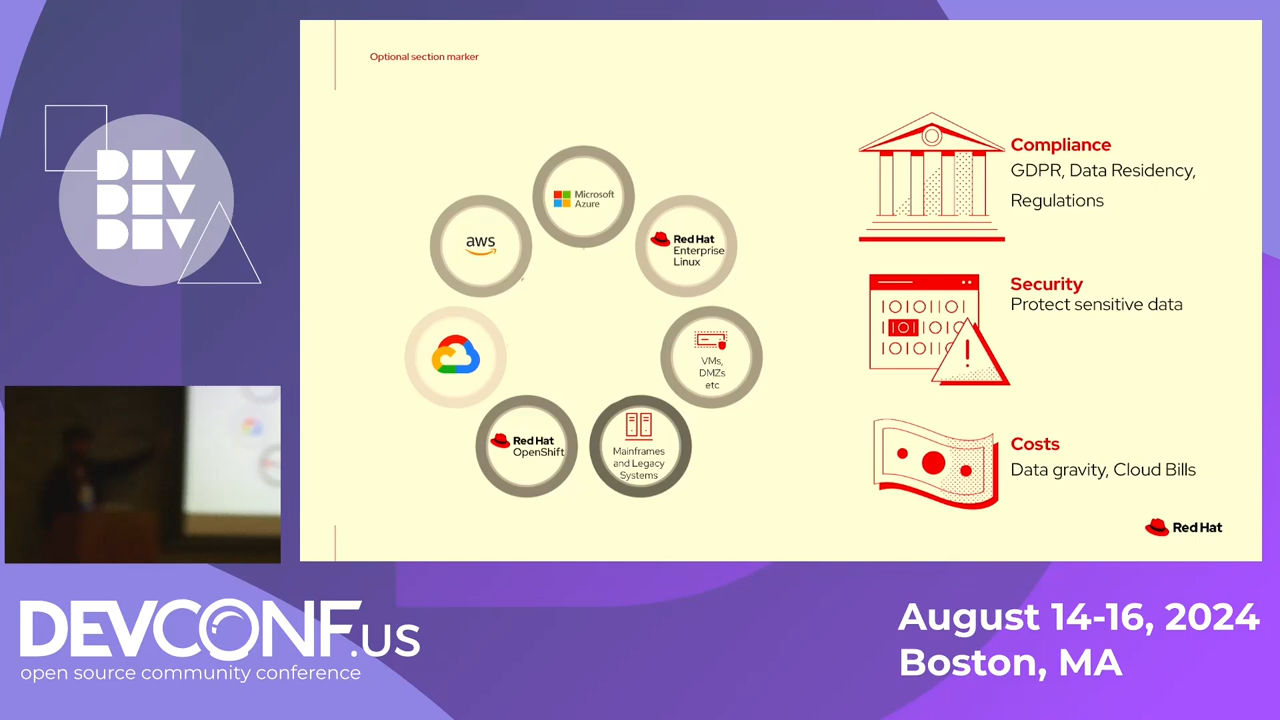 Optional section marker
DEV
DEV
DEV
Microsoft
Azure
aws
Red Hat
Enterprise
Linux
VMs,
DMZs
etc
Red Hat
OpenShift
Mainframes
and Legacy
Systems
Compliance
GDPR, Data Residency,
Regulations
Security
Protect sensitive data
IOIOIIOI
IOI
Costs
Data gravity, Cloud Bills
Red Hat
DEVCONF.US
open source community conference
August 14-16, 2024
Boston, MA